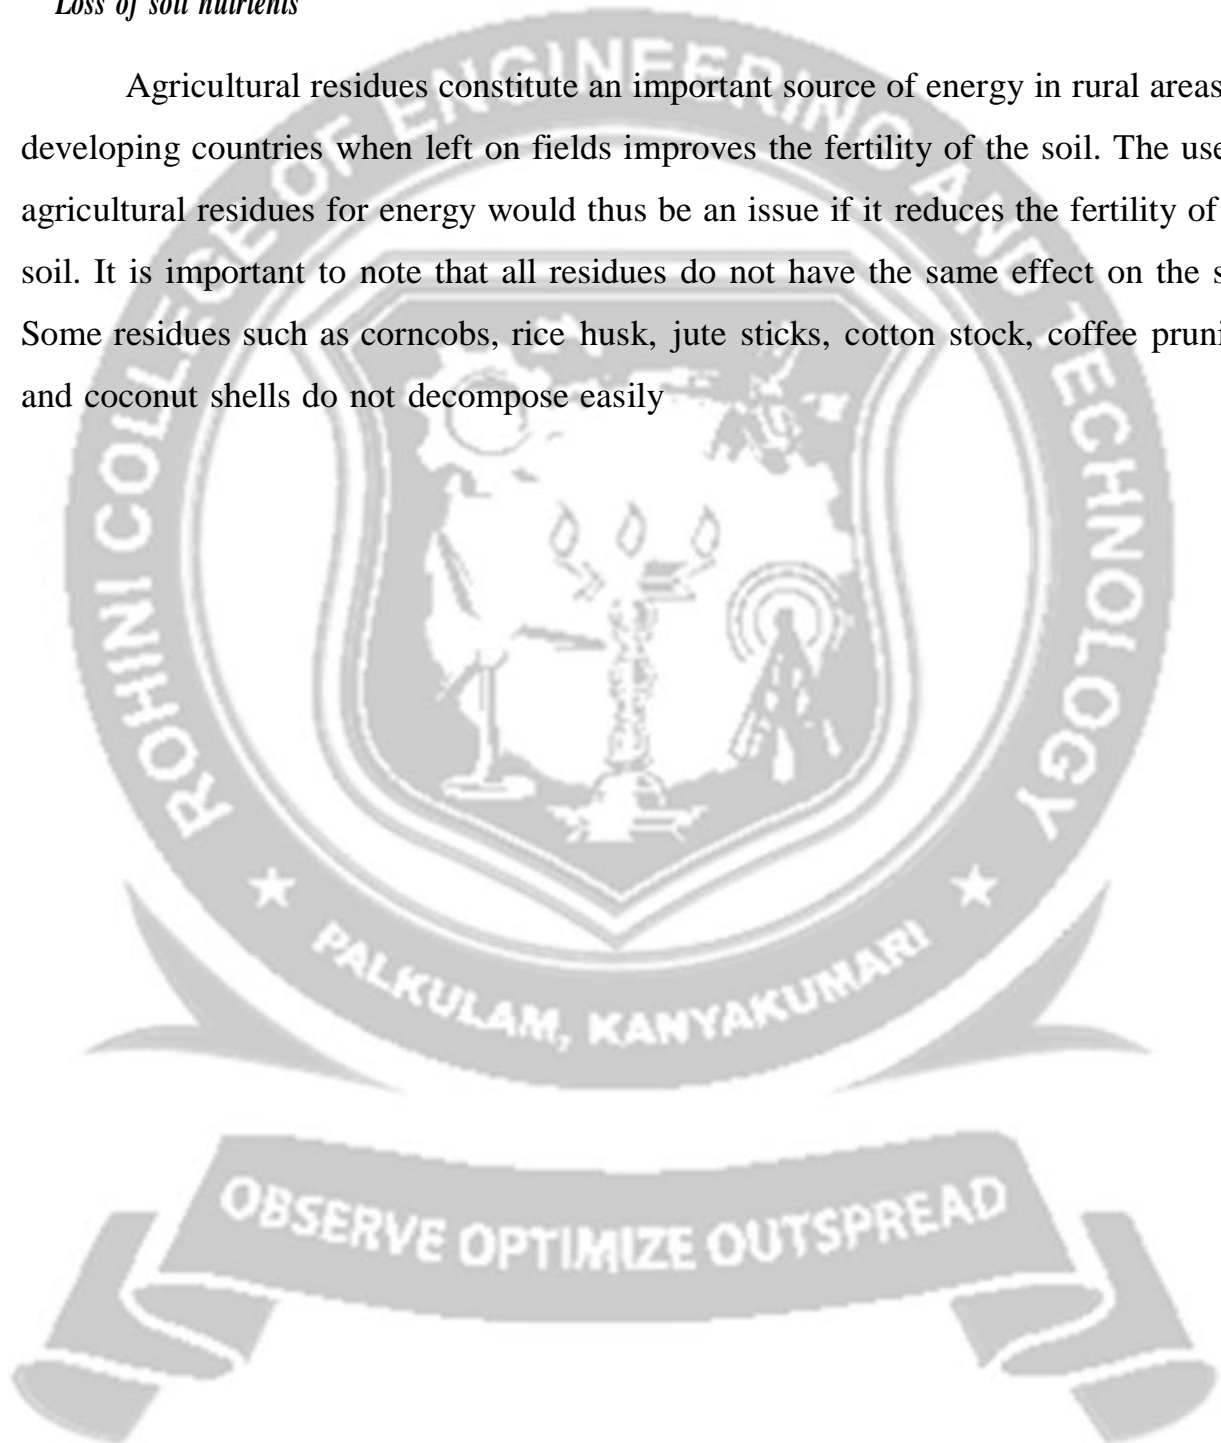 Loss of soil nutrients
Agricultural residues constitute an important source of energy in rural areas
developing countries when left on fields improves the fertility of the soil. The use
agricultural residues for energy would thus be an issue if it reduces the fertility of
soil. It is important to note that all residues do not have the same effect on the s
Some residues such as corncobs, rice husk, jute sticks, cotton stock, coffee pruni
and coconut shells do not decompose easily
ROHINI COLLEGE OF ENGINEERING AND TECHNOLOGY
PALKULAM, KANYAKUMARI
OBSERVE OPTIMIZE OUTSPREAD